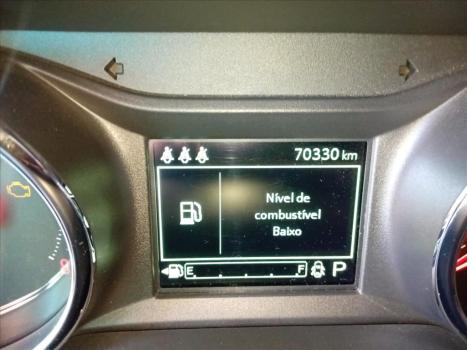 70330 km
Nível de
combustível
Baixo
E F P